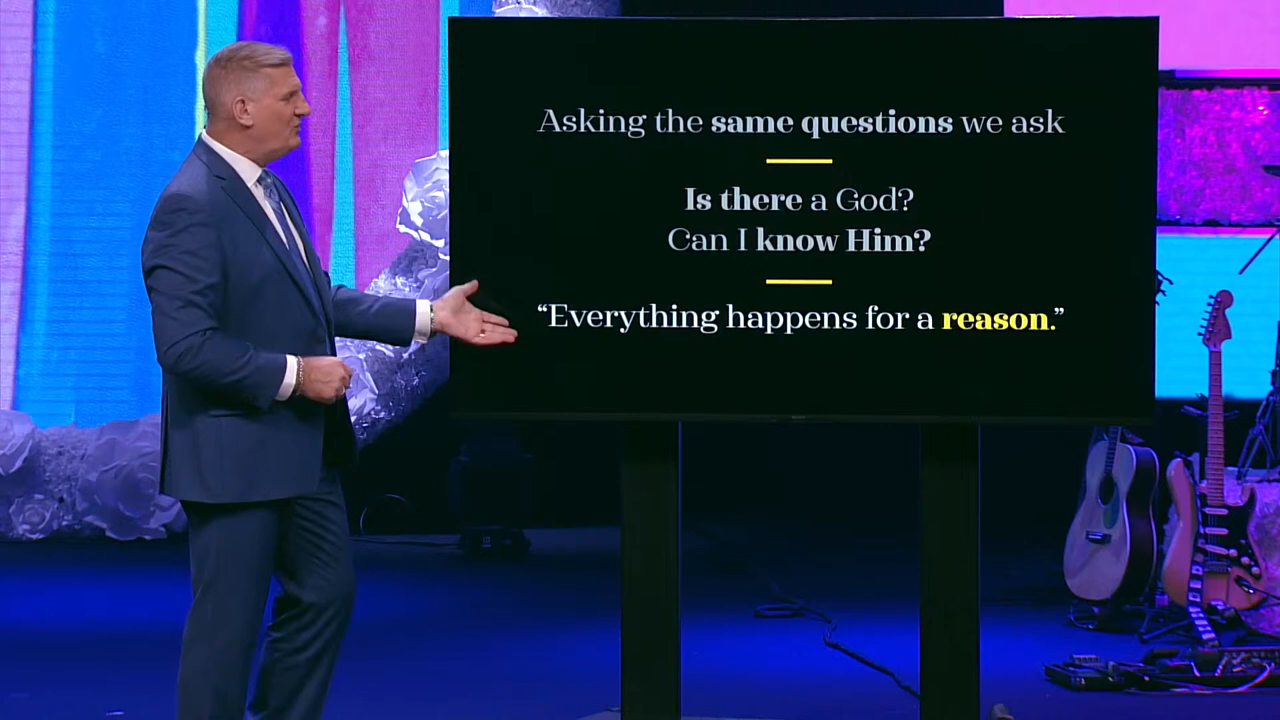 Asking the same questions we ask
Is there a God?
Can I know Him?
“Everything happens for a reason.”